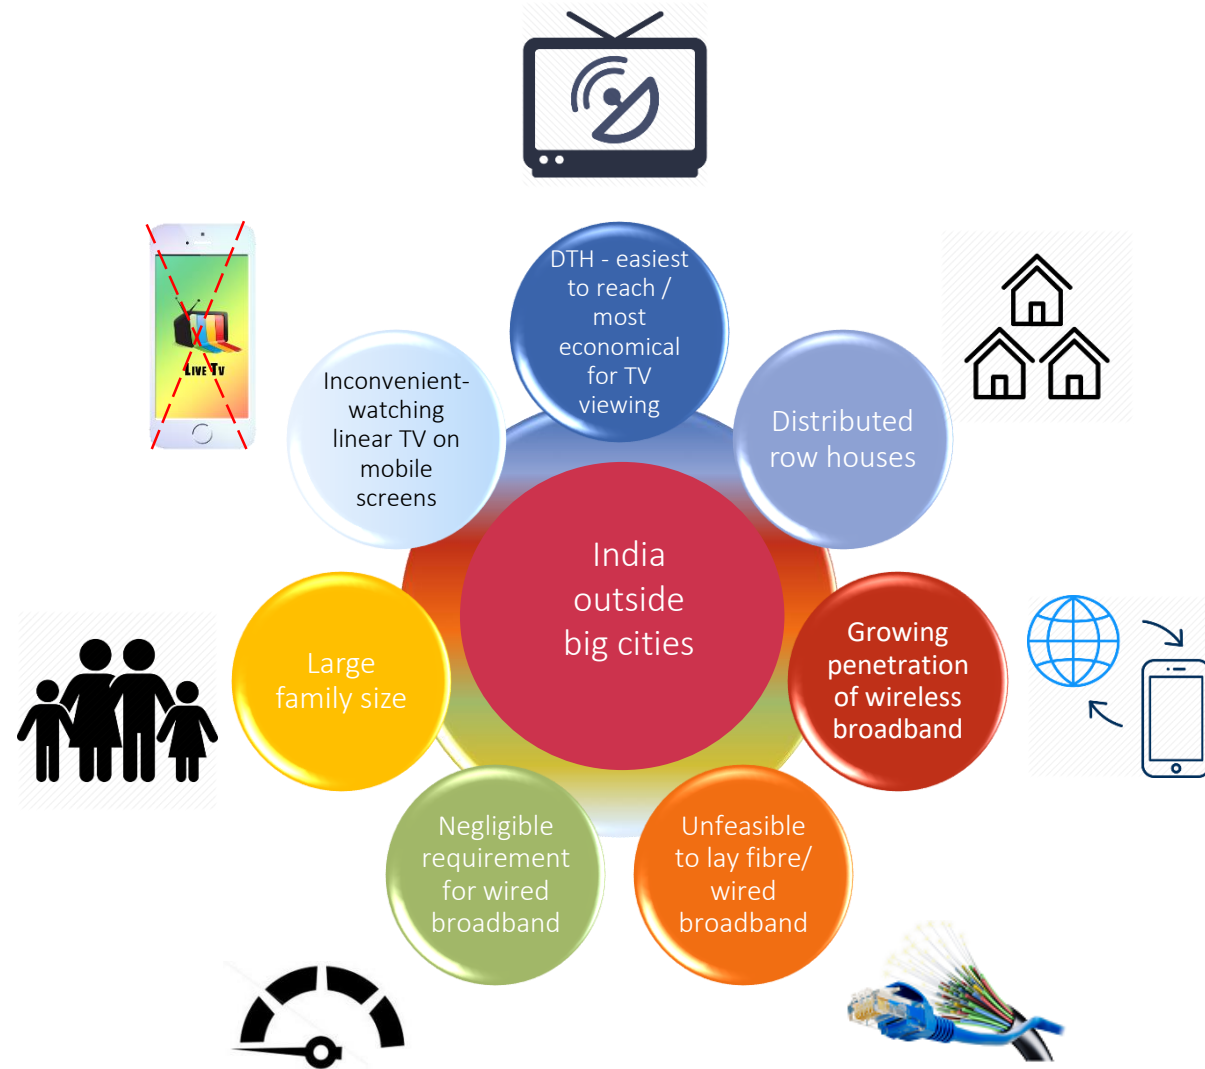 DTH - easiest
to reach /
most
economical
for TV
viewing
Distributed
row houses
Growing
penetration
of wireless
broadband
Unfeasible
to lay fibre/
wired
broadband
Negligible
requirement
for wired
broadband
Large
family size
Inconvenient-
watching
linear TV on
mobile
screens
LIVE TV
India
outside
big cities